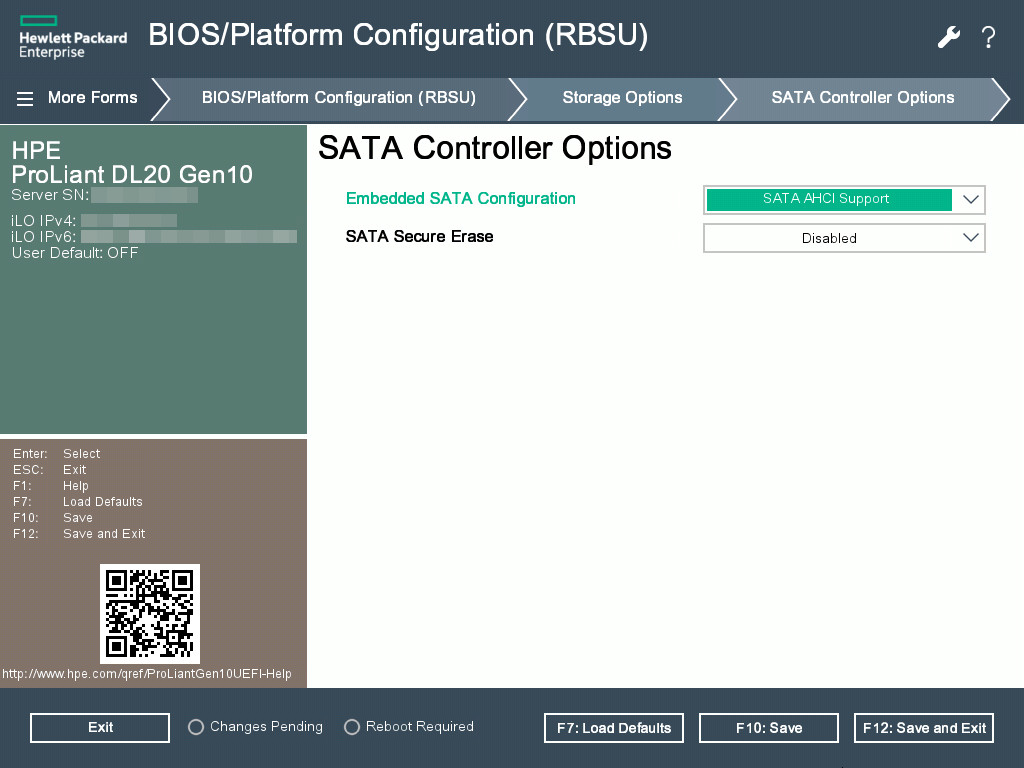 Hewlett Packard
Enterprise
BIOS/Platform Configuration (RBSU)
?
More Forms
BIOS/Platform Configuration (RBSU)
Storage Options
SATA Controller Options
HPE
ProLiant DL20 Gen10
Server SN:
iLO IPv4:
iLO IPv6:
User Default: OFF
SATA Controller Options
Embedded SATA Configuration
SATA AHCI Support
SATA Secure Erase
Disabled
Enter: Select
ESC: Exit
F1: Help
F7: Load Defaults
F10: Save
F12: Save and Exit
http://www.hpe.com/qref/ProLiantGen10UEFI-Help
Exit
Changes Pending
Reboot Required
F7: Load Defaults
F10: Save
F12: Save and Exit